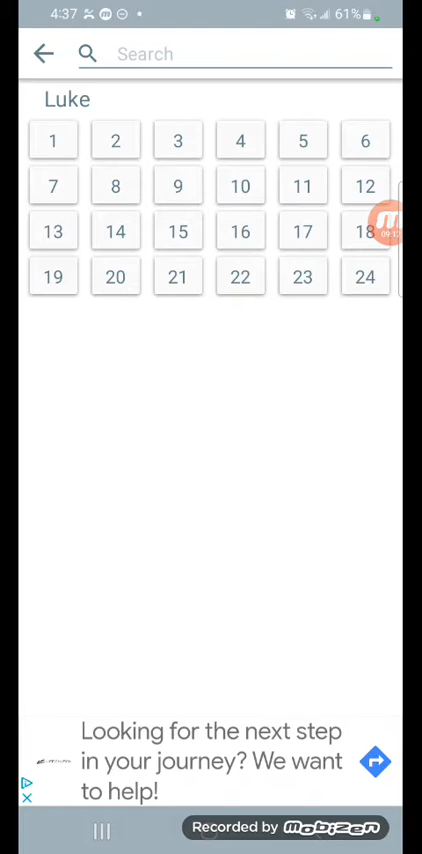 4:37 61%
Search
Luke
1 2 3 4 5 6
7 8 9 10 11 12
13 14 15 16 17 18
19 20 21 22 23 24
Looking for the next step
in your journey? We want
to help!
Recorded by mobizen